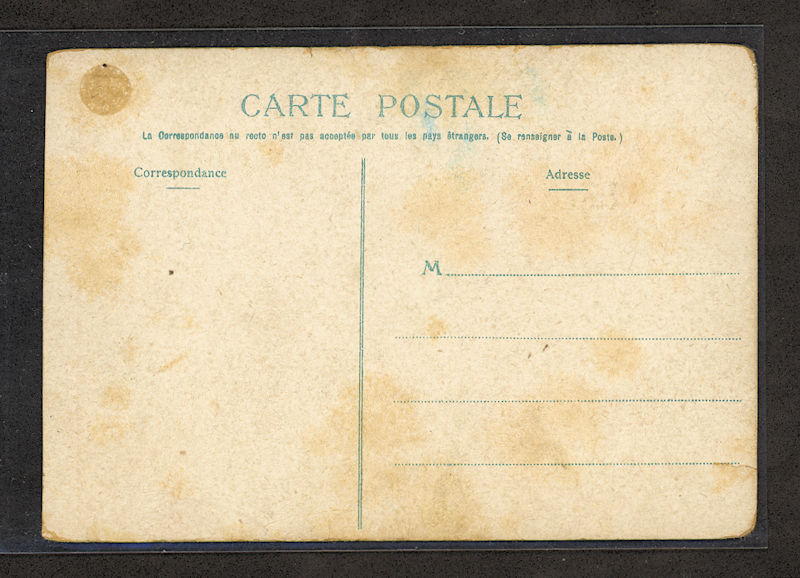 CARTE POSTALE
La Correspondance au recto n'est pas acceptée par tous les pays étrangers. (Se renseigner à la Poste.)
Correspondance
Adresse
M